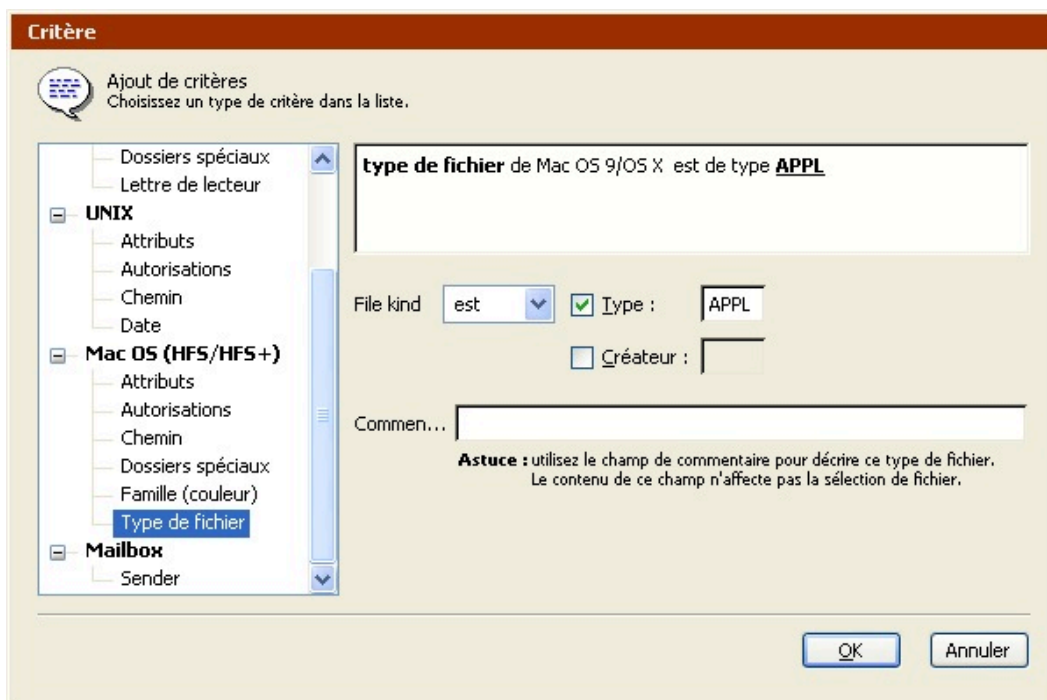 Critère
Ajout de critères
Choisissez un type de critère dans la liste.
Dossiers spéciaux
Lettre de lecteur
UNIX
Attributs
Autorisations
Chemin
Date
Mac OS (HFS/HFS+)
Attributs
Autorisations
Chemin
Dossiers spéciaux
Famille (couleur)
Type de fichier
Mailbox
Sender
type de fichier de Mac OS 9/OS X est de type APPL
File kind est Type : APPL
Créateur :
Commen...
Astuce : utilisez le champ de commentaire pour décrire ce type de fichier.
Le contenu de ce champ n'affecte pas la sélection de fichier.
OK Annuler